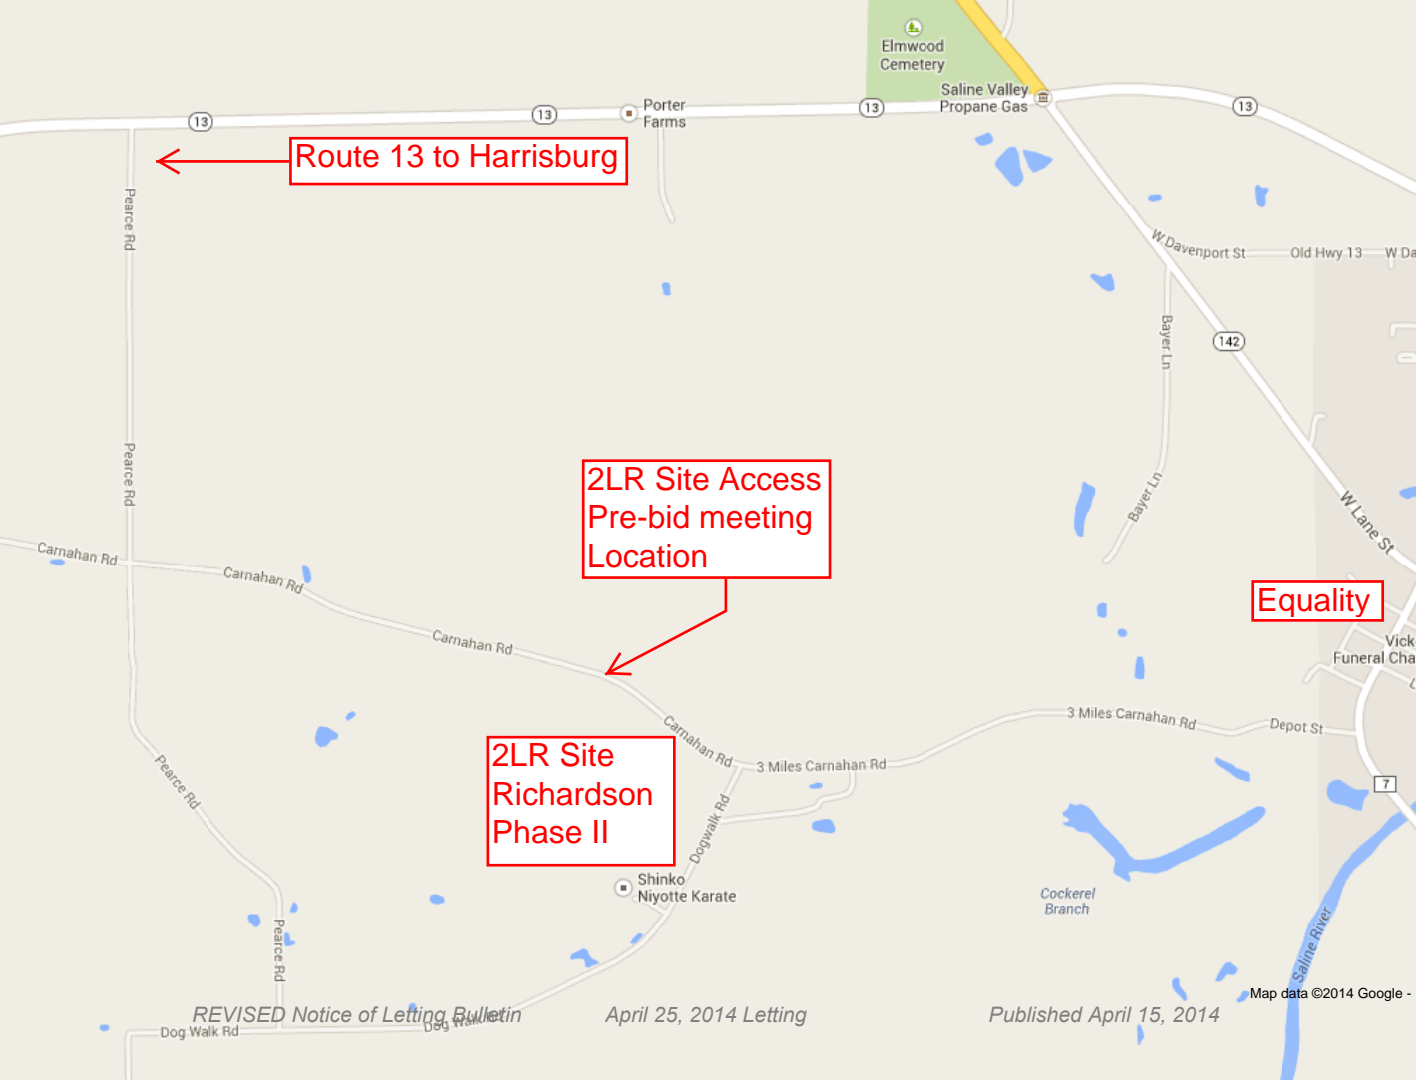 Elmwood
Cemetery
Saline Valley
Propane Gas
Porter
Farms
13
13
13
13
Route 13 to Harrisburg
Pearce Rd
W Davenport St
Old Hwy 13
W Da
Bayer Ln
142
Pearce Rd
2LR Site Access
Pre-bid meeting
Location
Bayer Ln
W Lane St
Carnahan Rd
Carnahan Rd
Equality
Carnahan Rd
Vick
Funeral Cha
3 Miles Carnahan Rd
Depot St
Carnahan Rd
2LR Site
Richardson
Phase II
3 Miles Carnahan Rd
Pearce Rd
7
Dogwalk Rd
Shinko
Niyotte Karate
Cockerel
Branch
Pearce Rd
Saline River
Map data ©2014 Google -
REVISED Notice of Letting Bulletin
April 25, 2014 Letting
Published April 15, 2014
Dog Walk Rd
Dog Walk Rd